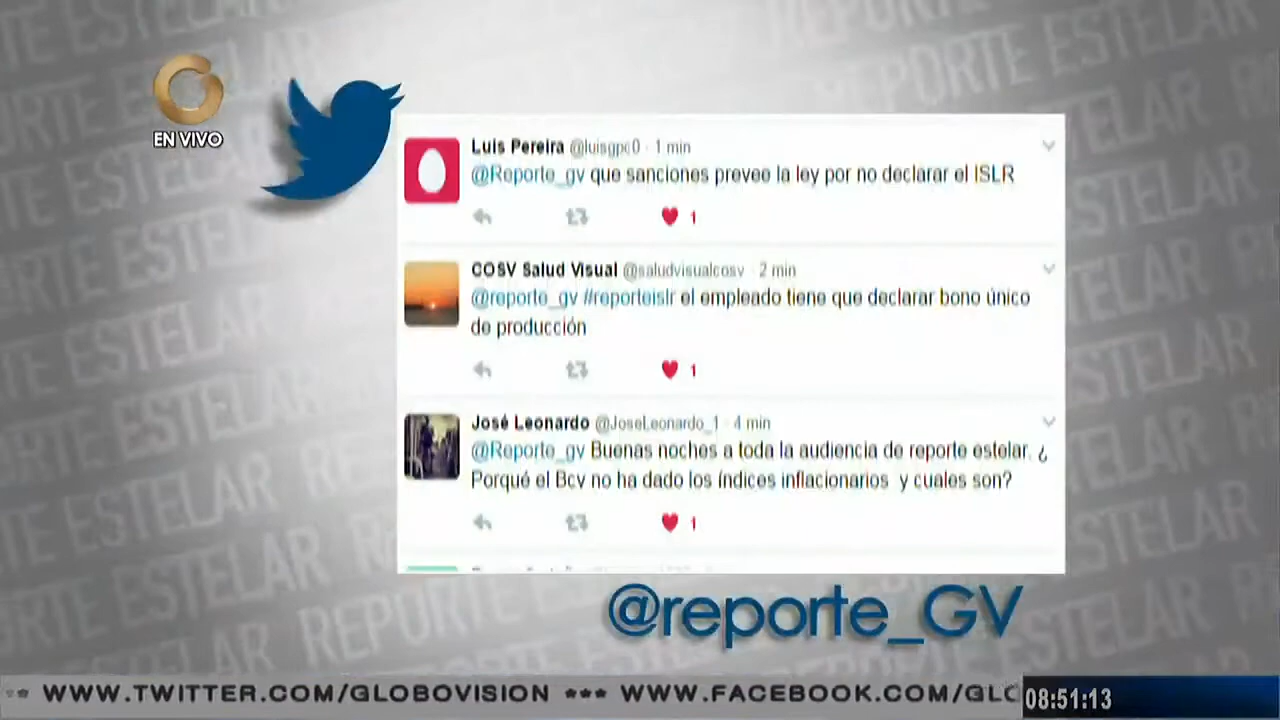 EN VIVO
Luis Pereira @luisgpc0 · 1 min
@Reporte_gv que sanciones prevee la ley por no declarar el ISLR
1
COSV Salud Visual @saludvisualcosv · 2 min
@reporte_gv #reporteislr el empleado tiene que declarar bono único
de producción
1
José Leonardo @JoseLeonardo_1 · 4 min
@Reporte_gv Buenas noches a toda la audiencia de reporte estelar. ¿
Porqué el Bcv no ha dado los índices inflacionarios y cuales son?
1
@reporte_GV
*** WWW.TWITTER.COM/GLOBOVISION *** WWW.FACEBOOK.COM/GLO
08:51:13
REPORTE ESTELAR